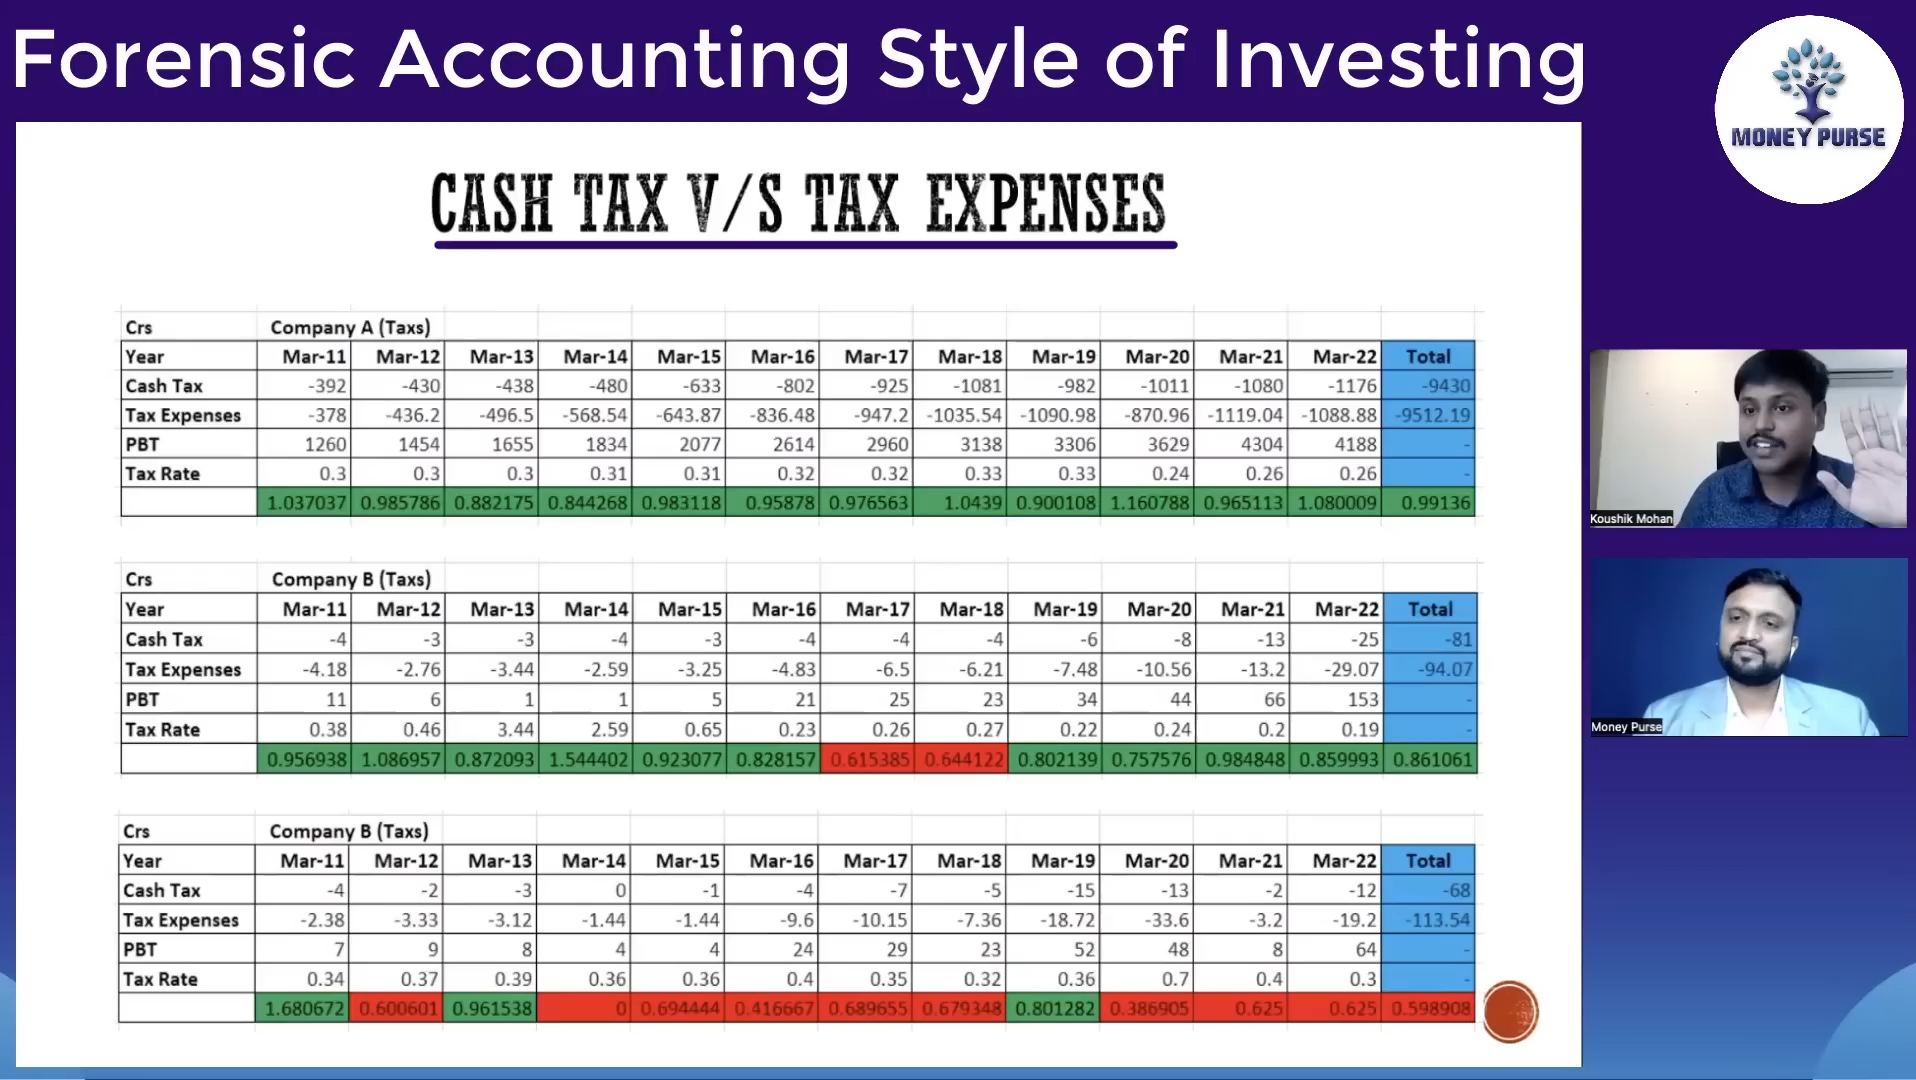 Forensic Accounting Style of Investing
MONEY PURSE
CASH TAX V/S TAX EXPENSES
Crs Company A (Taxs)
Year Mar-11 Mar-12 Mar-13 Mar-14 Mar-15 Mar-16 Mar-17 Mar-18 Mar-19 Mar-20 Mar-21 Mar-22 Total
Cash Tax -392 -430 -438 -480 -633 -802 -925 -1081 -982 -1011 -1080 -1176 -9430
Tax Expenses -378 -436.2 -496.5 -568.54 -643.87 -836.48 -947.2 -1035.54 -1090.98 -870.96 -1119.04 -1088.88 -9512.19
PBT 1260 1454 1655 1834 2077 2614 2960 3138 3306 3629 4304 4188 -
Tax Rate 0.3 0.3 0.3 0.31 0.31 0.32 0.32 0.33 0.33 0.24 0.26 0.26 -
1.037037 0.985786 0.882175 0.844268 0.983118 0.95878 0.976563 1.0439 0.900108 1.160788 0.965113 1.080009 0.99136
Crs Company B (Taxs)
Year Mar-11 Mar-12 Mar-13 Mar-14 Mar-15 Mar-16 Mar-17 Mar-18 Mar-19 Mar-20 Mar-21 Mar-22 Total
Cash Tax -4 -3 -3 -4 -3 -4 -4 -4 -6 -8 -13 -25 -81
Tax Expenses -4.18 -2.76 -3.44 -2.59 -3.25 -4.83 -6.5 -6.21 -7.48 -10.56 -13.2 -29.07 -94.07
PBT 11 6 1 1 5 21 25 23 34 44 66 153 -
Tax Rate 0.38 0.46 3.44 2.59 0.65 0.23 0.26 0.27 0.22 0.24 0.2 0.19 -
0.956938 1.086957 0.872093 1.544402 0.923077 0.828157 0.615385 0.644122 0.802139 0.757576 0.984848 0.859993 0.861061
Crs Company B (Taxs)
Year Mar-11 Mar-12 Mar-13 Mar-14 Mar-15 Mar-16 Mar-17 Mar-18 Mar-19 Mar-20 Mar-21 Mar-22 Total
Cash Tax -4 -2 -3 0 -1 -4 -7 -5 -15 -13 -2 -12 -68
Tax Expenses -2.38 -3.33 -3.12 -1.44 -1.44 -9.6 -10.15 -7.36 -18.72 -33.6 -3.2 -19.2 -113.54
PBT 7 9 8 4 4 24 29 23 52 48 8 64 -
Tax Rate 0.34 0.37 0.39 0.36 0.36 0.4 0.35 0.32 0.36 0.7 0.4 0.3 -
1.680672 0.600601 0.961538 0 0.694444 0.416667 0.689655 0.679348 0.801282 0.386905 0.625 0.625 0.598908
Koushik Mohan
Money Purse